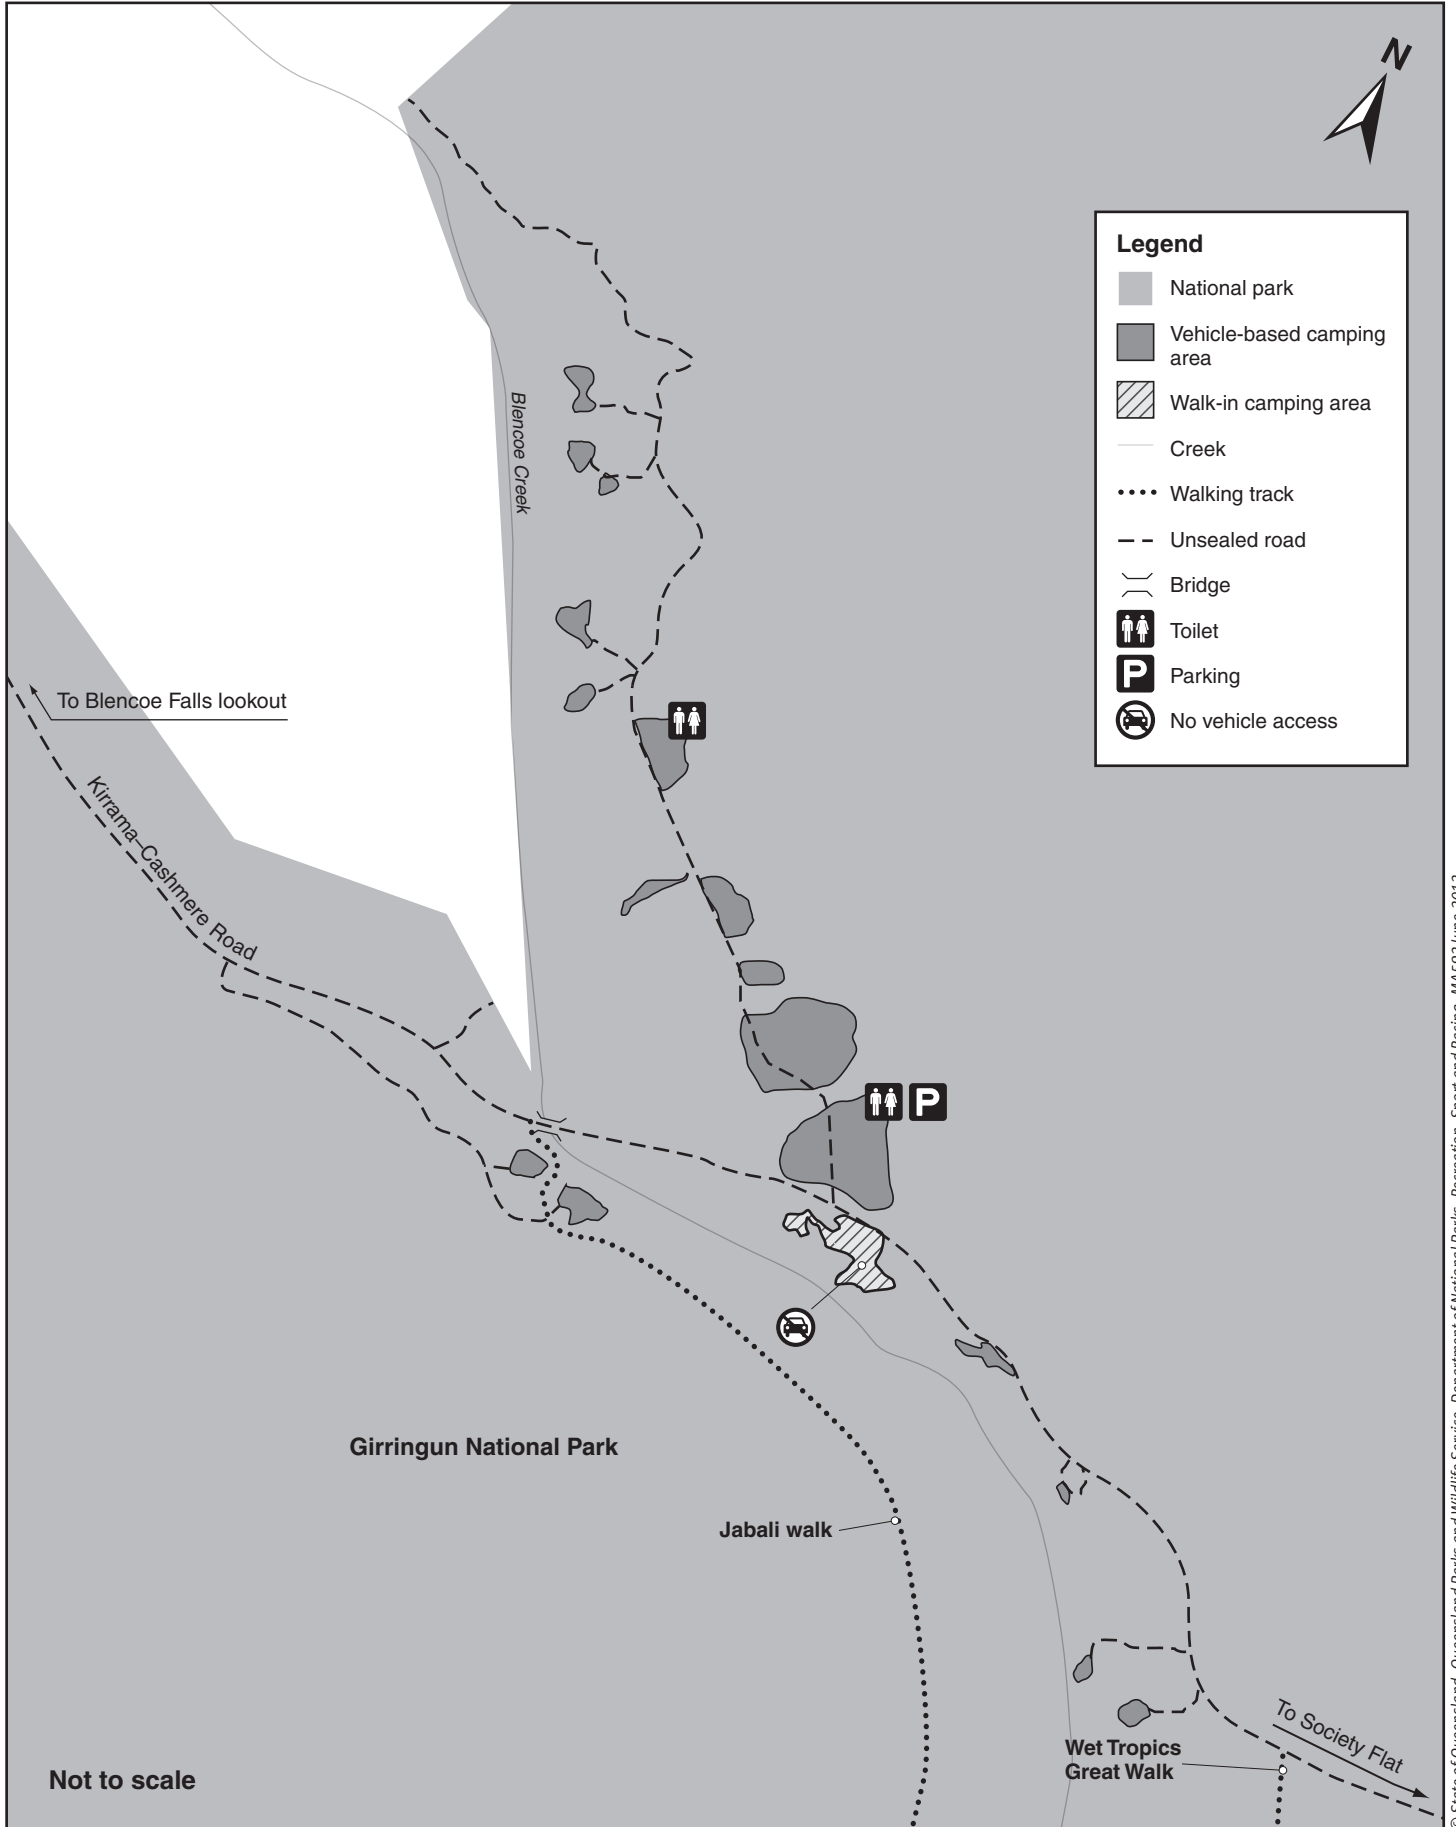 N
Legend
National park
Vehicle-based camping
area
Walk-in camping area
Creek
Walking track
Unsealed road
Bridge
Toilet
P
Parking
No vehicle access
Blencoe Creek
To Blencoe Falls lookout
Kirrama–Cashmere Road
P
Girringun National Park
Jabali walk
Wet Tropics
Great Walk
To Society Flat
Not to scale